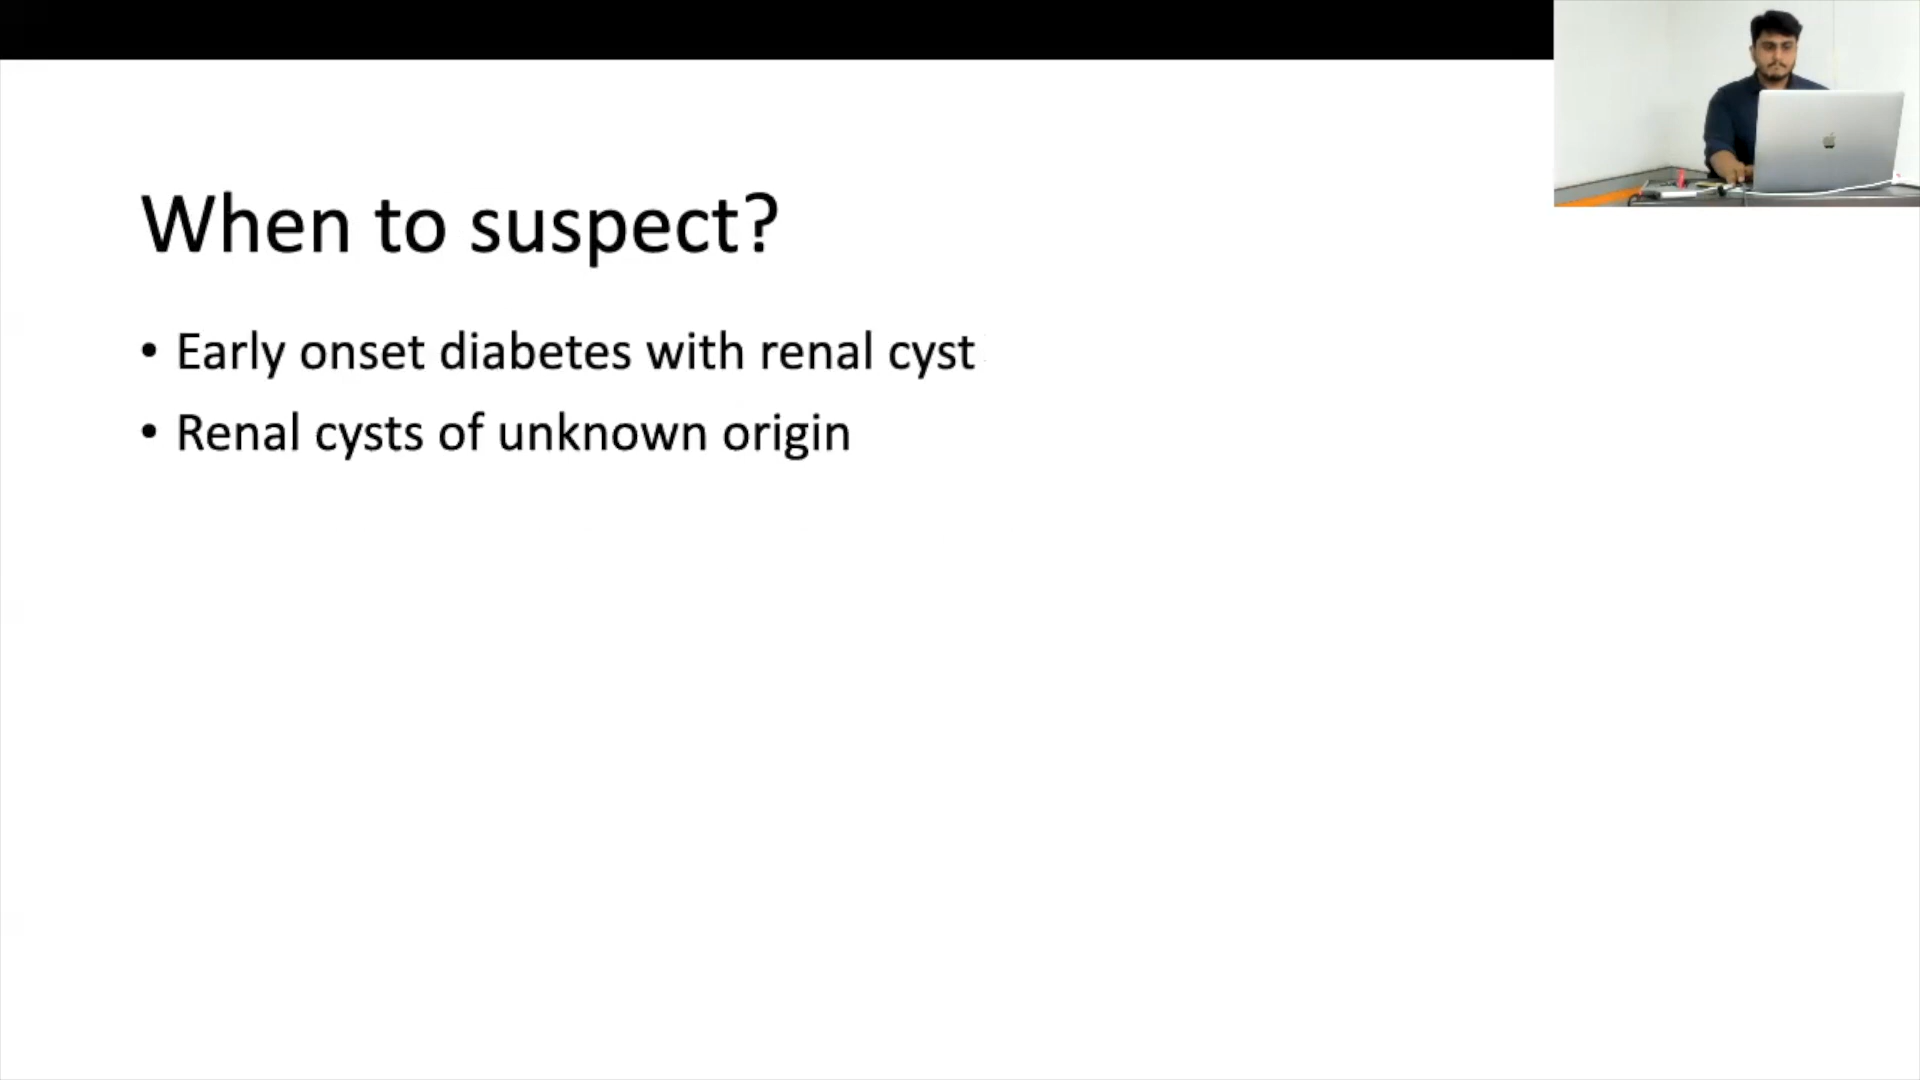 When to suspect?
• Early onset diabetes with renal cyst
• Renal cysts of unknown origin